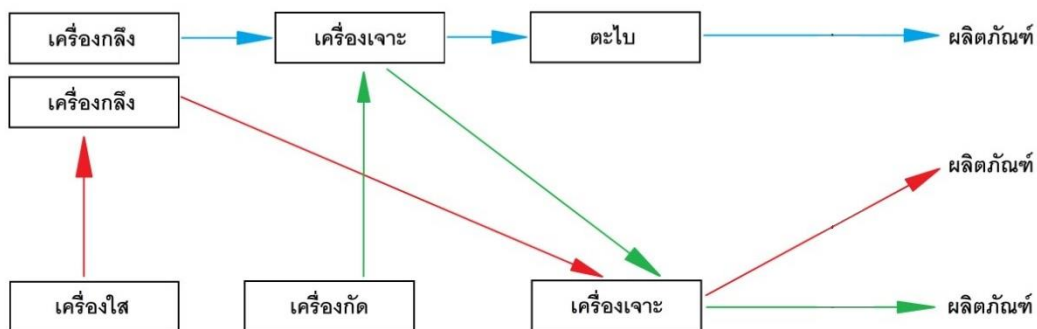 เครื่องกลึง
เครื่องเจาะ
ตะไบ
ผลิตภัณฑ์
เครื่องกลึง
ผลิตภัณฑ์
เครื่องใส
เครื่องกัด
เครื่องเจาะ
ผลิตภัณฑ์